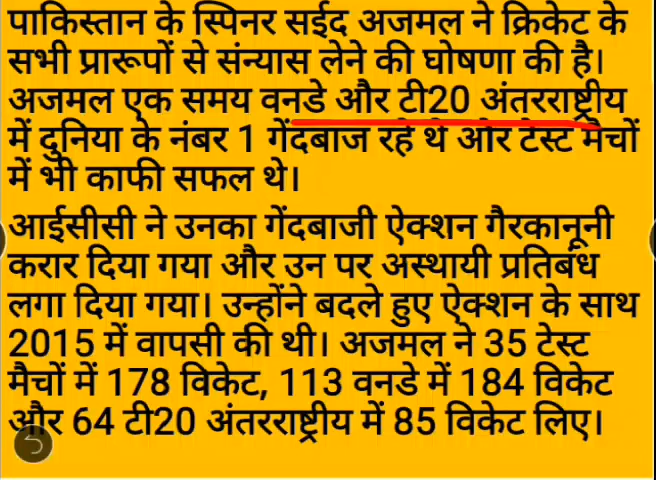 पाकिस्तान के स्पिनर सईद अजमल ने क्रिकेट के
सभी प्रारूपों से संन्यास लेने की घोषणा की है।
अजमल एक समय वनडे और टी20 अंतरराष्ट्रीय
में दुनिया के नंबर 1 गेंदबाज रहे थे और टेस्ट मैचों
में भी काफी सफल थे।
आईसीसी ने उनका गेंदबाजी ऐक्शन गैरकानूनी
करार दिया गया और उन पर अस्थायी प्रतिबंध
लगा दिया गया। उन्होंने बदले हुए ऐक्शन के साथ
2015 में वापसी की थी। अजमल ने 35 टेस्ट
मैचों में 178 विकेट, 113 वनडे में 184 विकेट
और 64 टी20 अंतरराष्ट्रीय में 85 विकेट लिए।